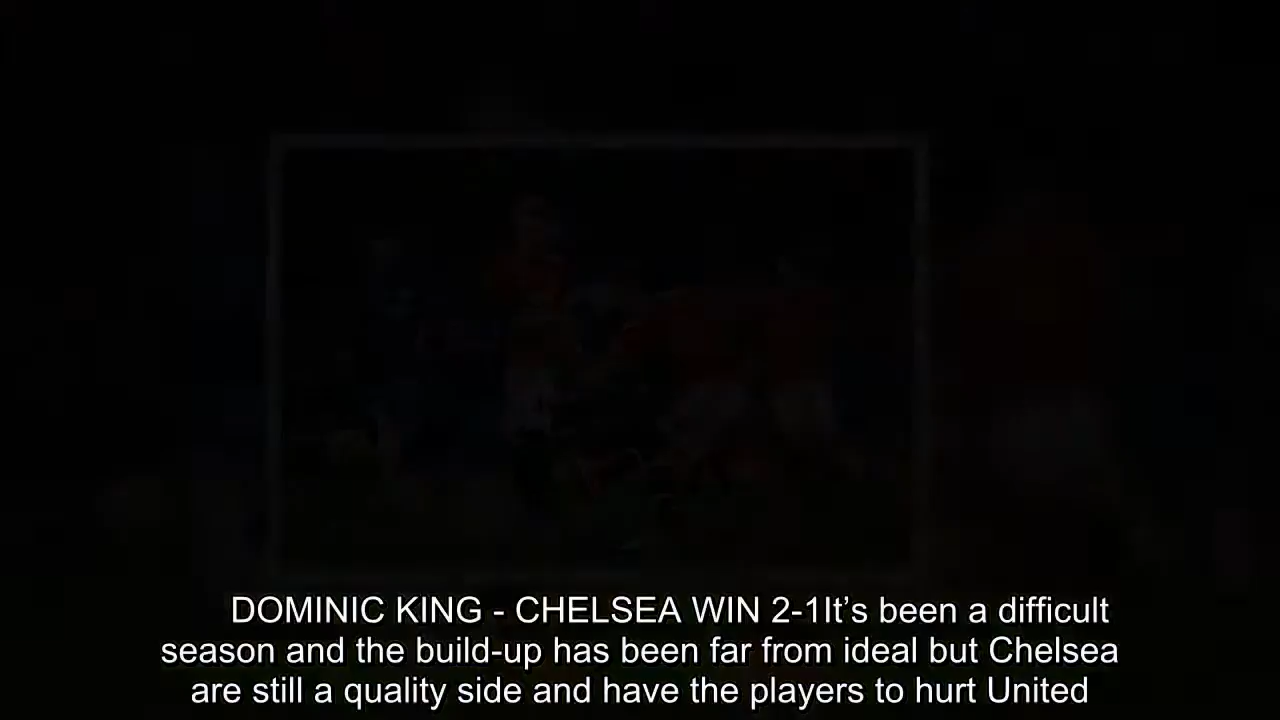 DOMINIC KING - CHELSEA WIN 2-1It’s been a difficult
season and the build-up has been far from ideal but Chelsea
are still a quality side and have the players to hurt United